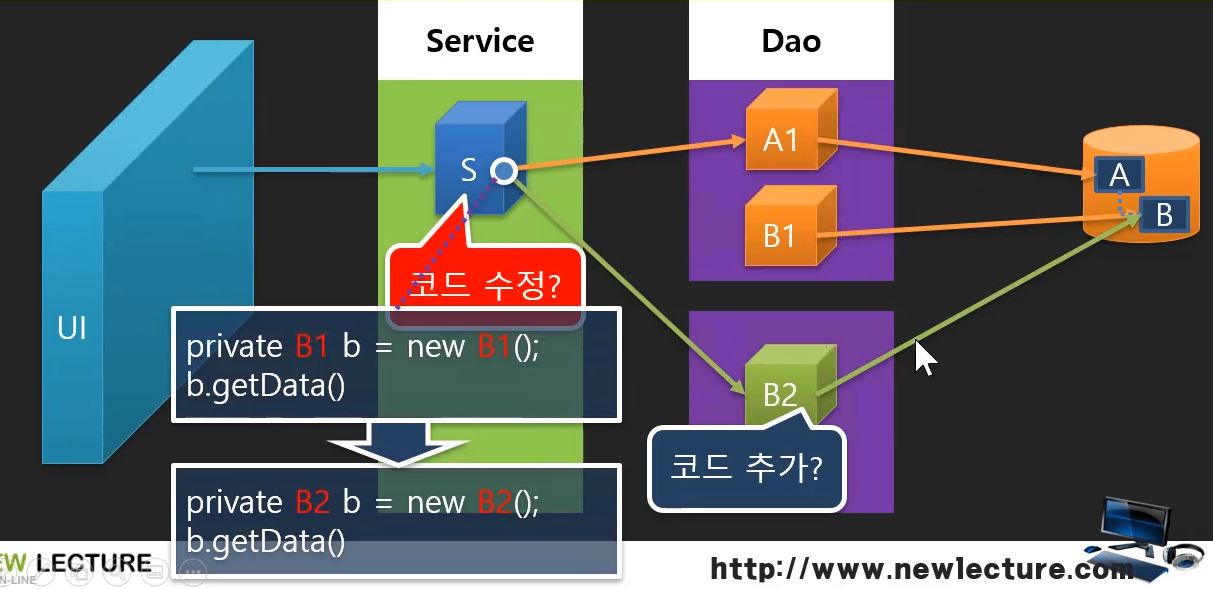 Service
Dao
UI
S
A1
B1
A
B
코드 수정?
private B1 b = new B1();
b.getData()
B2
코드 추가?
private B2 b = new B2();
b.getData()
EW LECTURE
N-LINE
http://www.newlecture.com